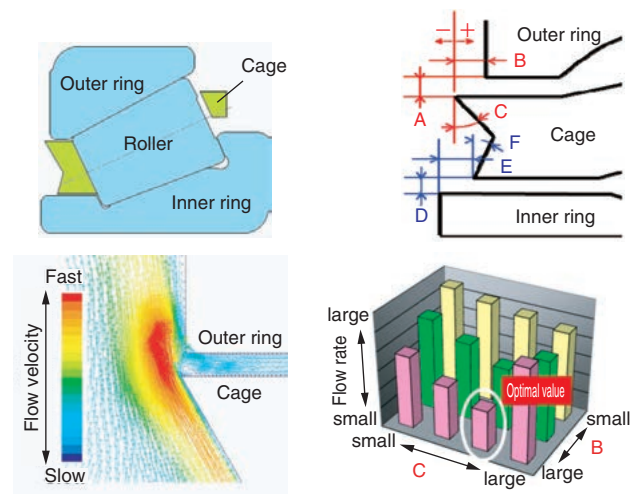 Outer ring
Cage
Roller
Inner ring
− +
Outer ring
B
A
C
Cage
F
E
D
Inner ring
Fast
Flow velocity
Slow
Outer ring
Cage
large
Flow rate
small
Optimal value
small
C
large
small
B
large